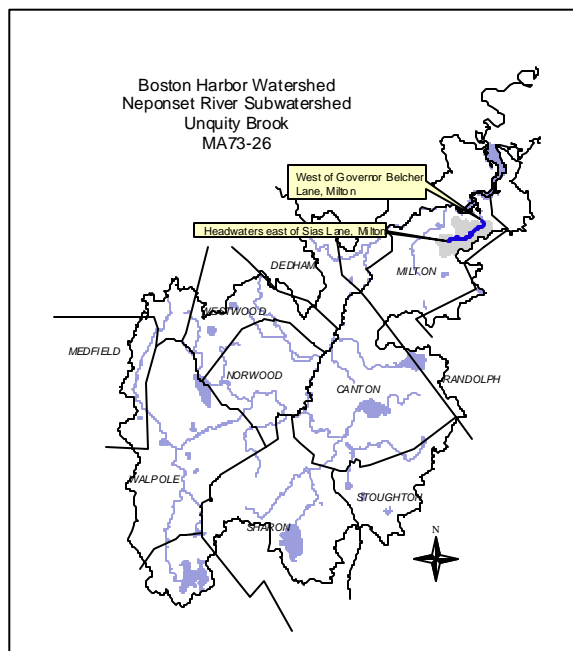 Boston Harbor Watershed
Neponset River Subwatershed
Unquity Brook
MA73-26
West of Governor Belcher
Lane, Milton
Headwaters east of Sias Lane, Milton
DEDHAM
MILTON
WESTWOOD
MEDFIELD
NORWOOD
CANTON
RANDOLPH
WALPOLE
STOUGHTON
SHARON
N